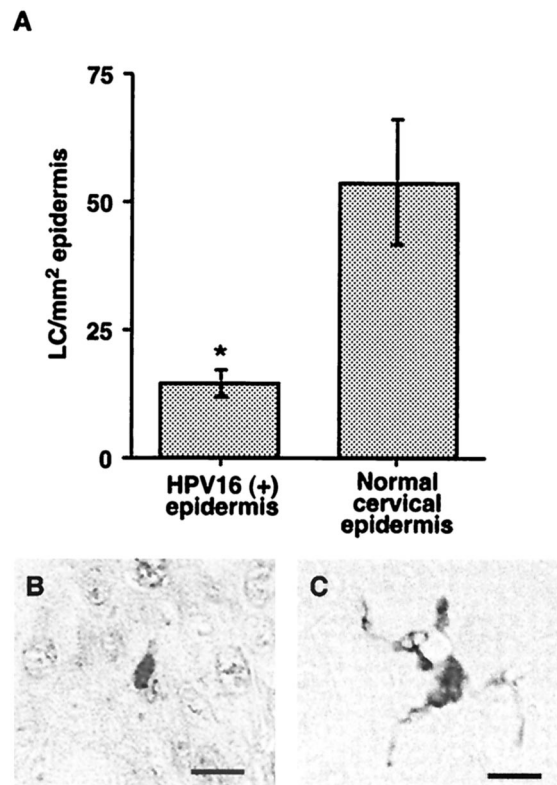 A
75
50
25
0
LC/mm² epidermis
*
HPV16 (+)
epidermis
Normal
cervical
epidermis
B
C